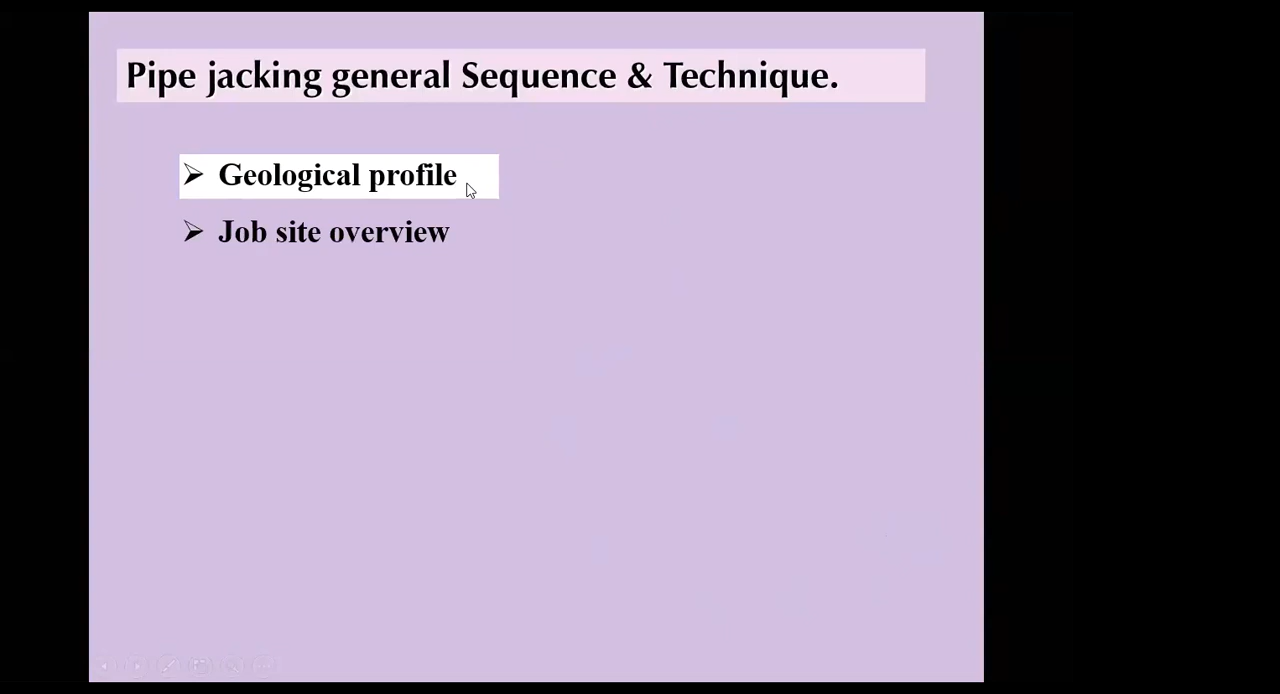 Pipe jacking general Sequence & Technique.
➢ Geological profile
➢ Job site overview